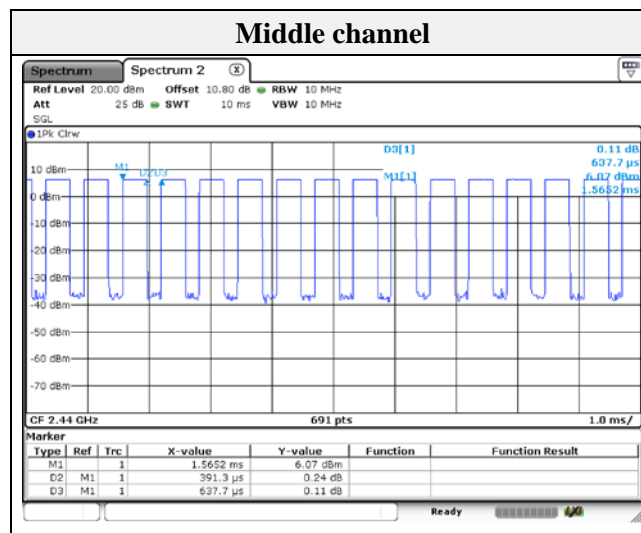 Middle channel
Spectrum Spectrum 2 X
Ref Level 20.00 dBm Offset 10.80 dB RBW 10 MHz
Att 25 dB SWT 10 ms VBW 10 MHz
SGL
1Pk Clrw
D3[1] 0.11 dB
637.7 µs
M1[1] 6.07 dBm
1.5652 ms
M1
D2 D3
10 dBm
0 dBm
-10 dBm
-20 dBm
-30 dBm
-40 dBm
-50 dBm
-60 dBm
-70 dBm
CF 2.44 GHz 691 pts 1.0 ms/
Marker
Type Ref Trc X-value Y-value Function Function Result
M1 1 1.5652 ms 6.07 dBm
D2 M1 1 391.3 µs 0.24 dB
D3 M1 1 637.7 µs 0.11 dB
Ready